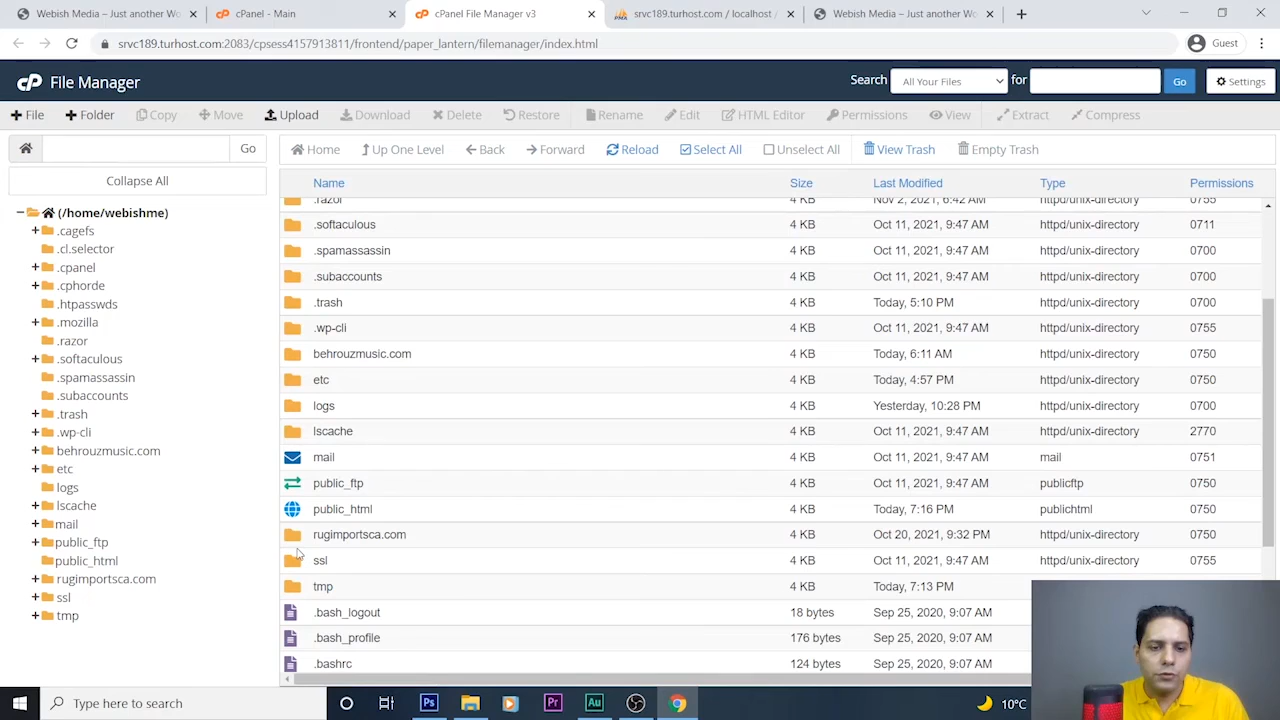 Webish Media – Just another Wo
cPanel - Main
cPanel File Manager v3
srvc189.turhost.com / localhost /
Webish Media – Just another Wo
srvc189.turhost.com:2083/cpsess4157913811/frontend/paper_lantern/filemanager/index.html
Guest
cP File Manager
Search All Your Files for Go Settings
File Folder Copy Move Upload Download Delete Restore Rename Edit HTML Editor Permissions View Extract Compress
Go
Home Up One Level Back Forward Reload Select All Unselect All View Trash Empty Trash
Collapse All
(/home/webishme)
.cagefs
.cl.selector
.cpanel
.cphorde
.htpasswds
.mozilla
.razor
.softaculous
.spamassassin
.subaccounts
.trash
.wp-cli
behrouzmusic.com
etc
logs
lscache
mail
public_ftp
public_html
rugimportsca.com
ssl
tmp
Name Size Last Modified Type Permissions
.razor 4 KB Nov 2, 2021, 6:42 AM httpd/unix-directory 0755
.softaculous 4 KB Oct 11, 2021, 9:47 AM httpd/unix-directory 0711
.spamassassin 4 KB Oct 11, 2021, 9:47 AM httpd/unix-directory 0700
.subaccounts 4 KB Oct 11, 2021, 9:47 AM httpd/unix-directory 0700
.trash 4 KB Today, 5:10 PM httpd/unix-directory 0700
.wp-cli 4 KB Oct 11, 2021, 9:47 AM httpd/unix-directory 0755
behrouzmusic.com 4 KB Today, 6:11 AM httpd/unix-directory 0750
etc 4 KB Today, 4:57 PM httpd/unix-directory 0750
logs 4 KB Yesterday, 10:28 PM httpd/unix-directory 0700
lscache 4 KB Oct 11, 2021, 9:47 AM httpd/unix-directory 2770
mail 4 KB Oct 11, 2021, 9:47 AM mail 0751
public_ftp 4 KB Oct 11, 2021, 9:47 AM publicftp 0750
public_html 4 KB Today, 7:16 PM publichtml 0750
rugimportsca.com 4 KB Oct 20, 2021, 9:32 PM httpd/unix-directory 0750
ssl 4 KB Oct 11, 2021, 9:47 AM httpd/unix-directory 0755
tmp 4 KB Today, 7:13 PM
.bash_logout 18 bytes Sep 25, 2020, 9:07 AM
.bash_profile 176 bytes Sep 25, 2020, 9:07 AM
.bashrc 124 bytes Sep 25, 2020, 9:07 AM
Type here to search
Ps
Pr
Au
10°C